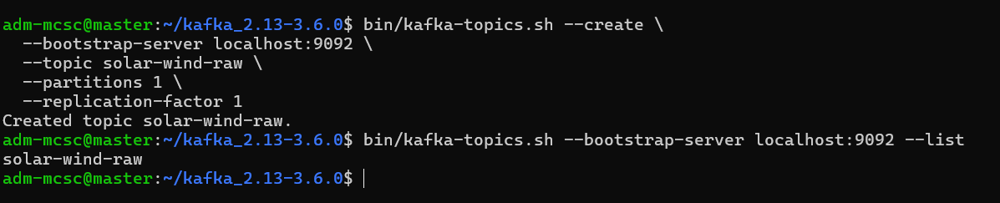 adm-mcsc@master:~/kafka_2.13-3.6.0$ bin/kafka-topics.sh --create \
  --bootstrap-server localhost:9092 \
  --topic solar-wind-raw \
  --partitions 1 \
  --replication-factor 1
Created topic solar-wind-raw.
adm-mcsc@master:~/kafka_2.13-3.6.0$ bin/kafka-topics.sh --bootstrap-server localhost:9092 --list
solar-wind-raw
adm-mcsc@master:~/kafka_2.13-3.6.0$